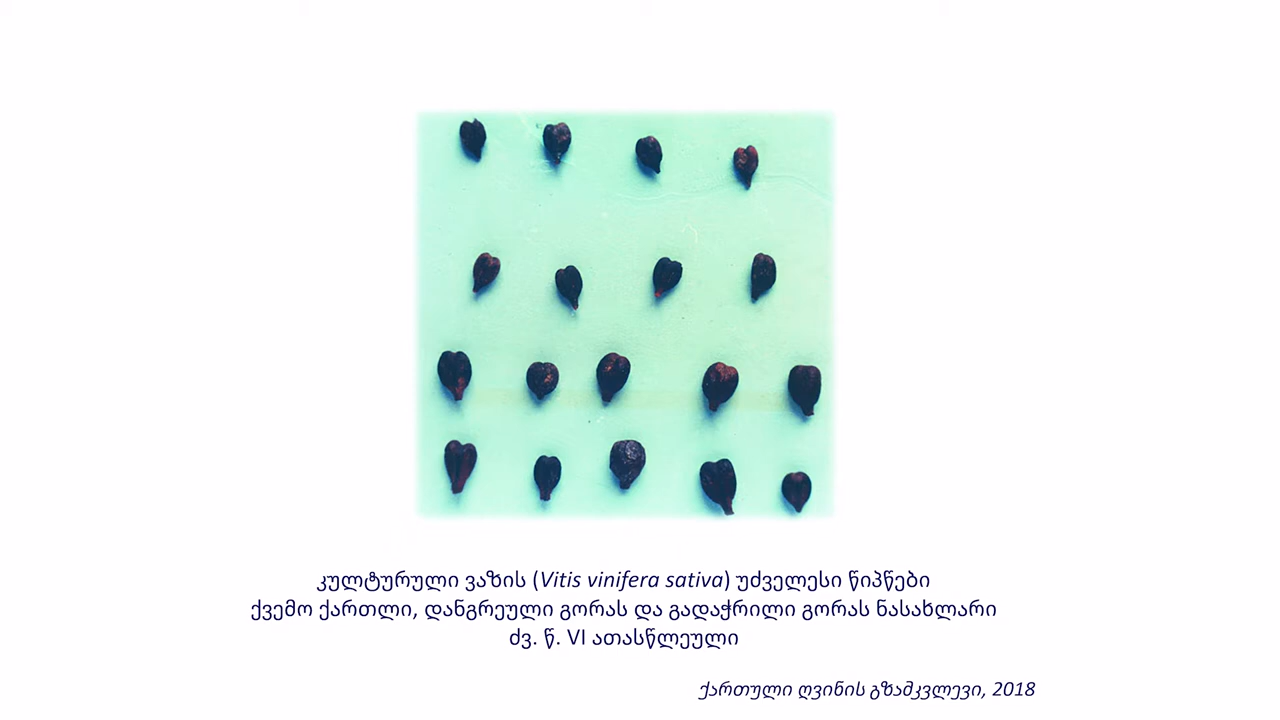 კულტურული ვაზის (Vitis vinifera sativa) უძველესი წიპწები
ქვემო ქართლი, დანგრეული გორას და გადაჭრილი გორას ნასახლარი
ძვ. წ. VI ათასწლეული
ქართული ღვინის გზამკვლევი, 2018